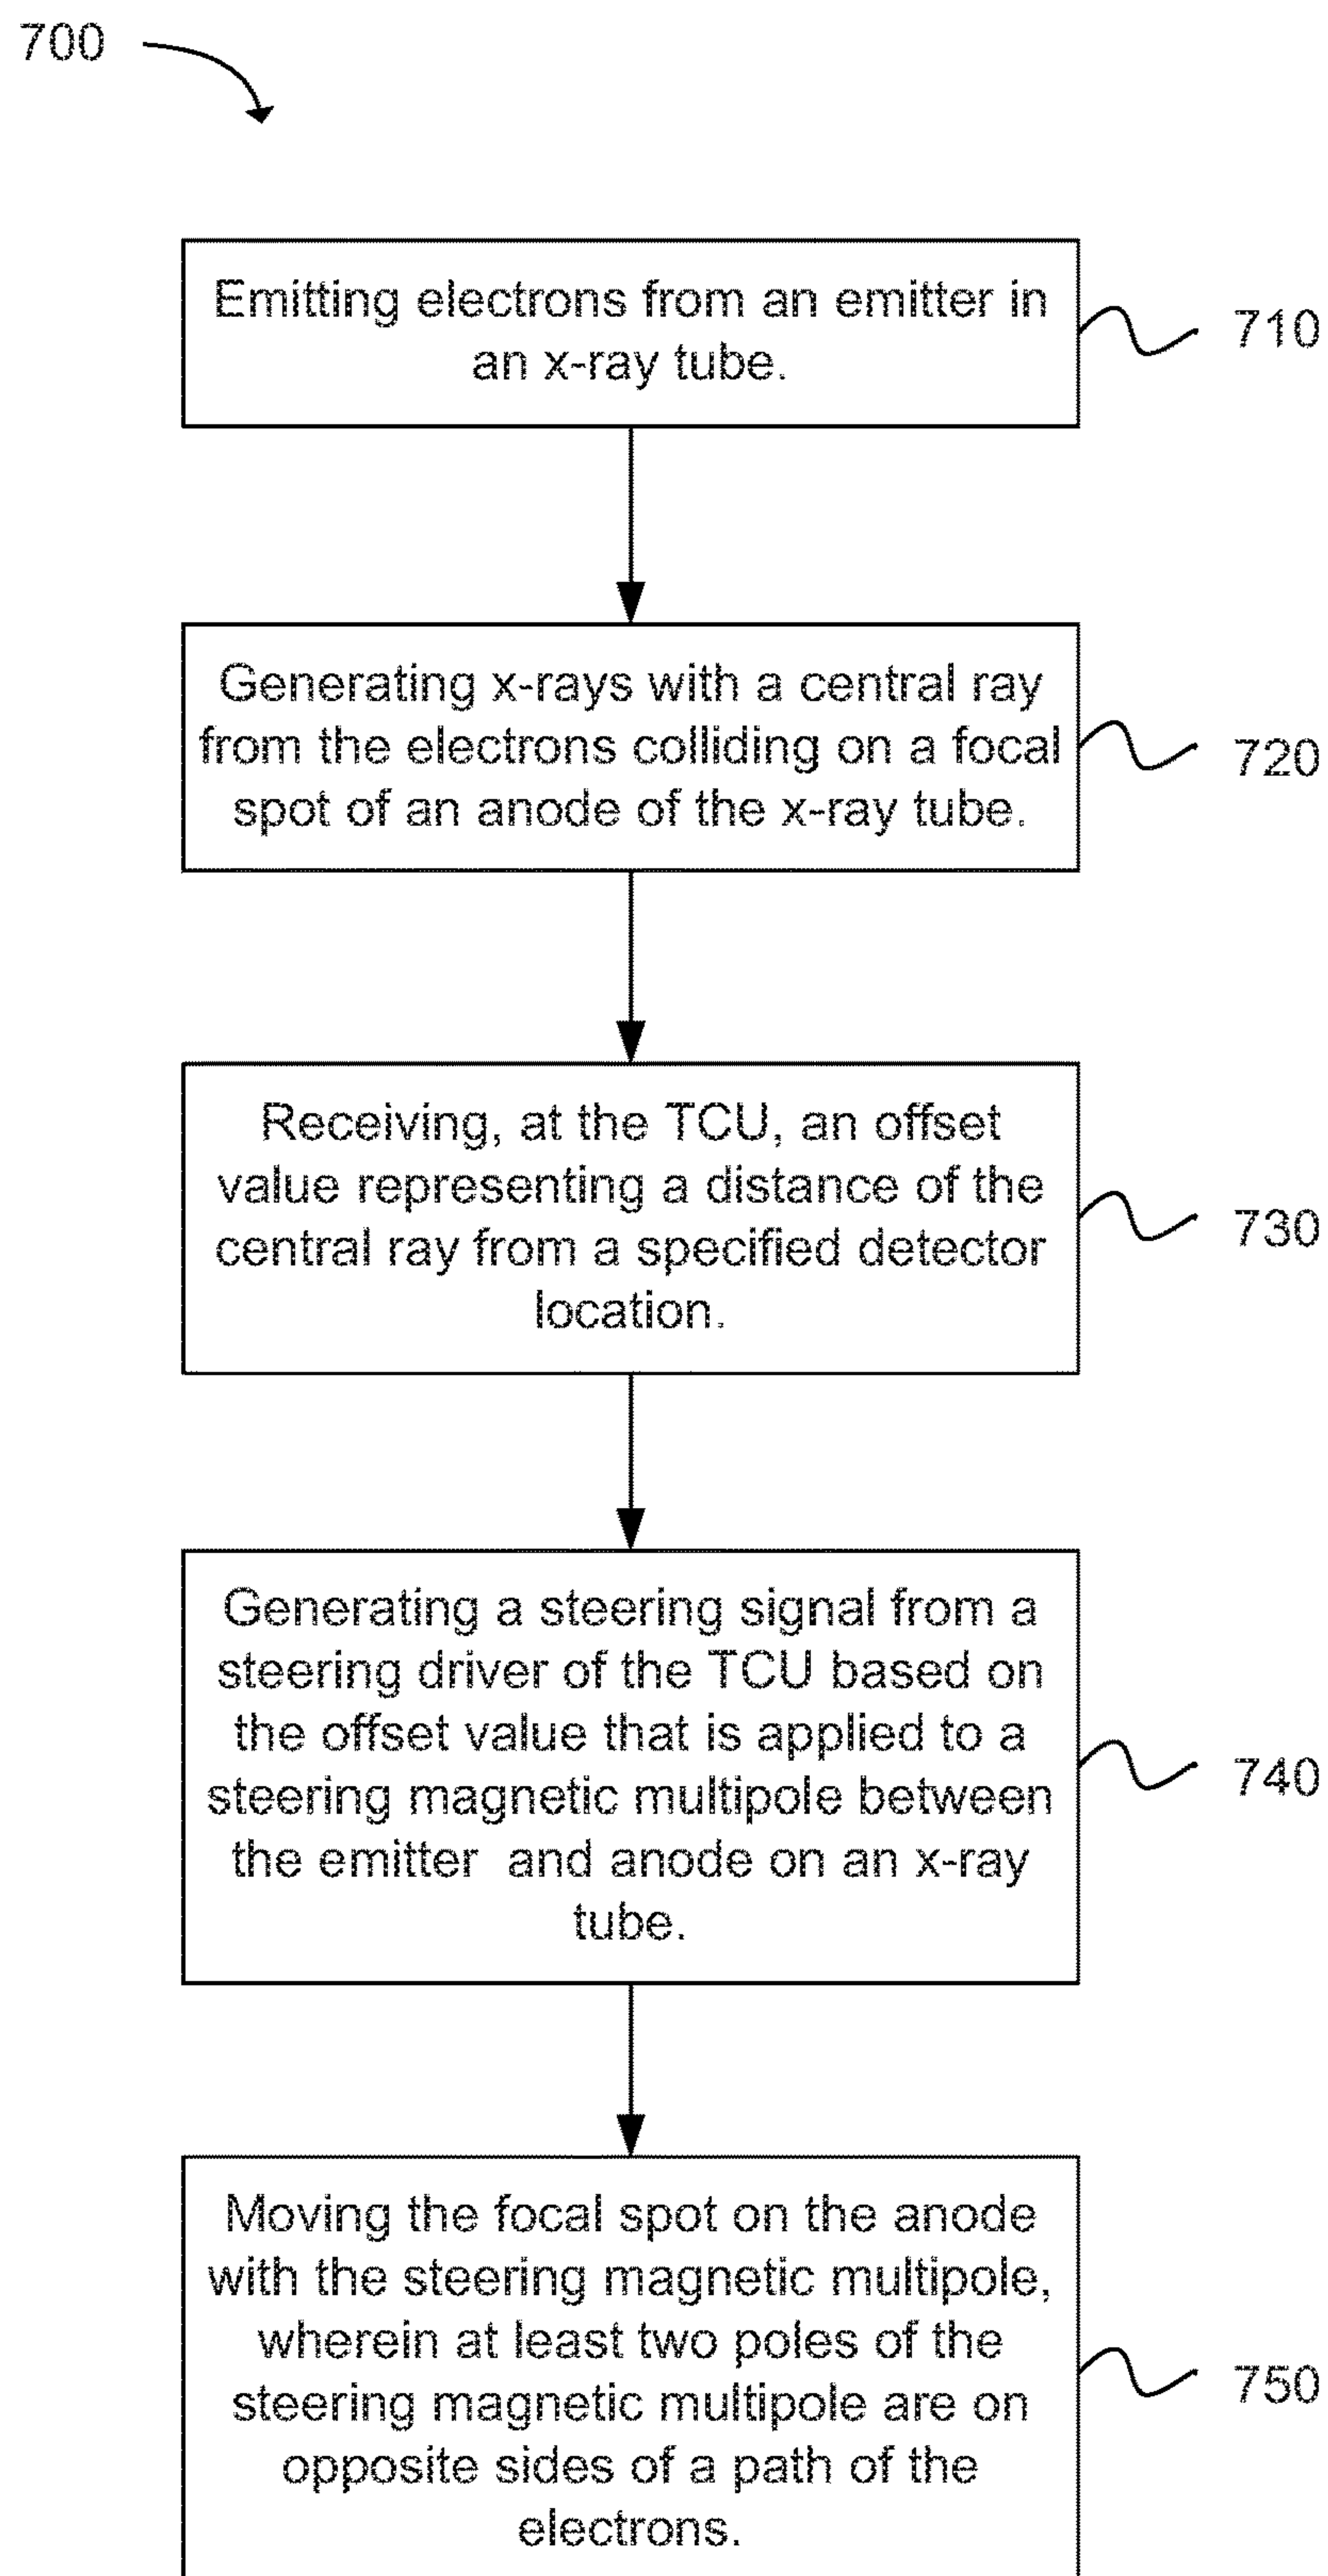 700
Emitting electrons from an emitter in
an x-ray tube.
710
Generating x-rays with a central ray
from the electrons colliding on a focal
spot of an anode of the x-ray tube.
720
Receiving, at the TCU, an offset
value representing a distance of the
central ray from a specified detector
location.
730
Generating a steering signal from a
steering driver of the TCU based on
the offset value that is applied to a
steering magnetic multipole between
the emitter  and anode on an x-ray
tube.
740
Moving the focal spot on the anode
with the steering magnetic multipole,
wherein at least two poles of the
steering magnetic multipole are on
opposite sides of a path of the
electrons.
750